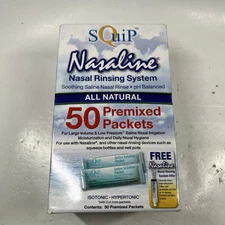 SQuiP
Nasaline
Nasal Rinsing System
Soothing Saline Nasal Rinse • pH Balanced
ALL NATURAL
50 Premixed
Packets
For Large Volume & Low Pressure Saline Nasal Irrigation
Moisturization and Daily Nasal Hygiene
For use with Nasaline®, and other nasal rinsing devices such as
squeeze bottles and neti pots
FREE
Nasaline
ISOTONIC - HYPERTONIC
Contents: 50 Premixed Packets